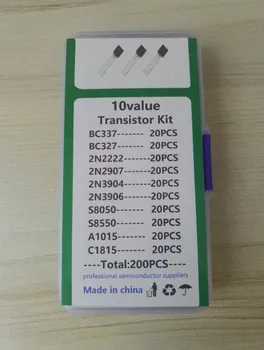 10value
Transistor Kit
BC337------- 20PCS
BC327------- 20PCS
2N2222------20PCS
2N2907------20PCS
2N3904------20PCS
2N3906------20PCS
S8050------- 20PCS
S8550------- 20PCS
A1015------- 20PCS
C1815------- 20PCS
----Total:200PCS----
professional semiconductor suppliers
Made in china